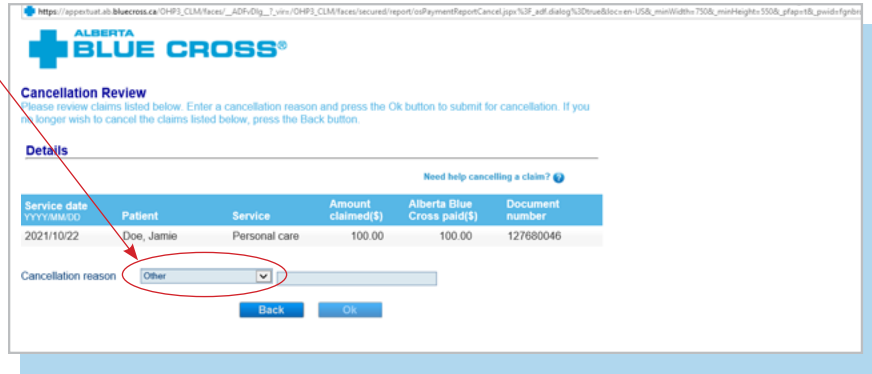 https://appertuat.ab.bluecross.ca/OHP3_CLM/faces/__ADFvDlg__?_vir=/OHP3_CLM/faces/secured/report/osPaymentReportCancel.jspx%3F_adf.dialog%3Dtrue&loc=en-US&_minWidth=750&_minHeight=550&_pfap=t&_pwid=fgnbn
ALBERTA
BLUE CROSS®
Cancellation Review
Please review claims listed below. Enter a cancellation reason and press the Ok button to submit for cancellation. If you
no longer wish to cancel the claims listed below, press the Back button.
Details
Need help cancelling a claim? ?
Service date YYYY/MM/DD Patient Service Amount claimed($) Alberta Blue Cross paid($) Document number
2021/10/22 Doe, Jamie Personal care 100.00 100.00 127680046
Cancellation reason Other
Back Ok